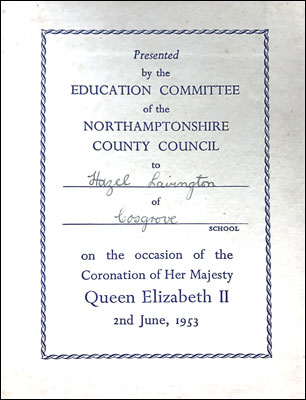 Presented
by the
EDUCATION COMMITTEE
of the
NORTHAMPTONSHIRE
COUNTY COUNCIL
to
Hazel Lavington
of
Cosgrove
SCHOOL
on the occasion of the
Coronation of Her Majesty
Queen Elizabeth II
2nd June, 1953